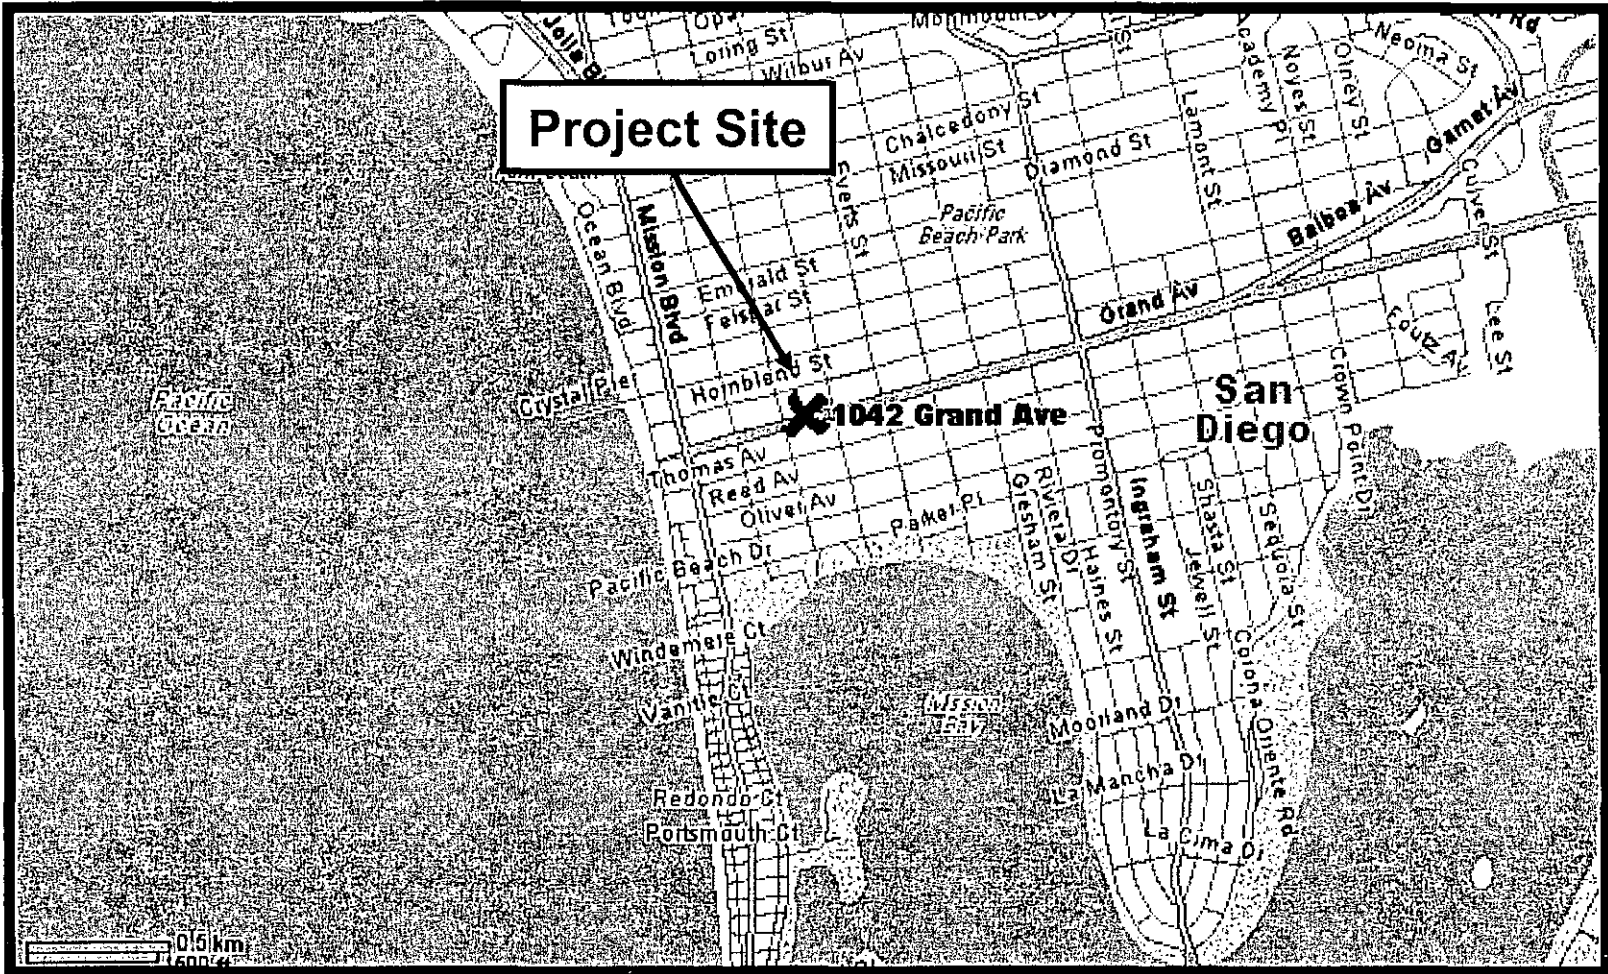 Loring St
Wilbur Av
Neoma St
Olney St
Noyes St
Academy Pl
Project Site
Chalcedony St
Missouri St
Diamond St
Lamont St
Garnet Av
Culver St
Balboa Av
Pacific
Beach Park
Ocean Blvd
Mission Blvd
Emerald St
Felspar St
Grand Av
Lee St
Hornblend St
Crystal Pier
Pacific
Ocean
1042 Grand Ave
San
Diego
Crown Point Dr
Thomas Av
Reed Av
Oliver Av
Parker Pl
Pacific Beach Dr
Gresham St
Riviera Dr
Haines St
Promontory St
Ingraham St
Jewell St
Shasta St
Sequoia St
Windemere Ct
Vanitie Ct
Mission
Bay
Moorland Dr
Corona Oriente Rd
La Mancha Dr
Redondo Ct
Portsmouth Ct
La Cima Dr
0.5 km